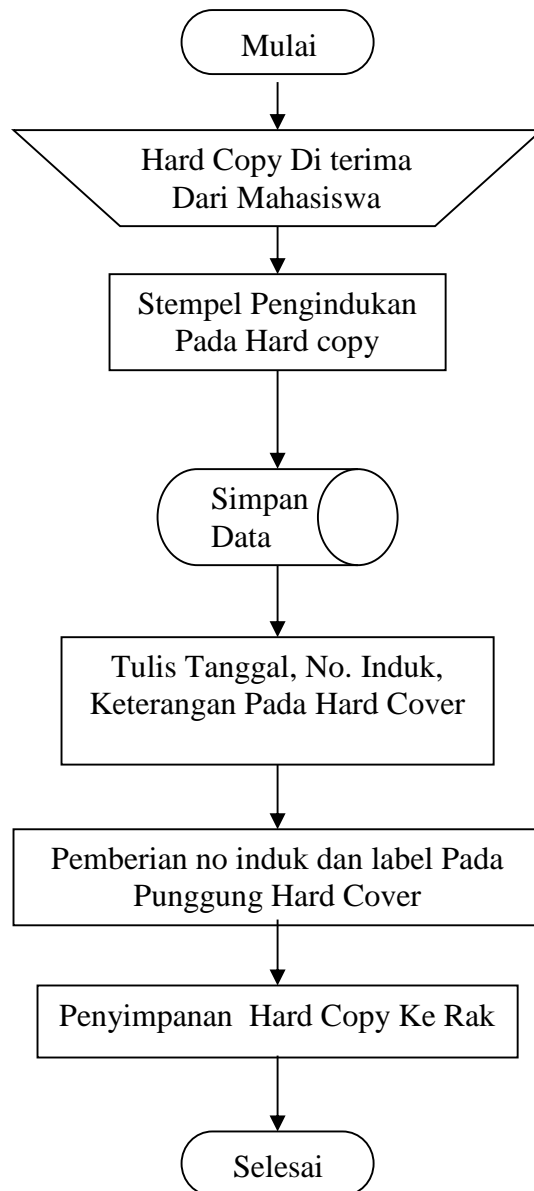 Mulai
Hard Copy Di terima
Dari Mahasiswa
Stempel Pengindukan
Pada Hard copy
Simpan
Data
Tulis Tanggal, No. Induk,
Keterangan Pada Hard Cover
Pemberian no induk dan label Pada
Punggung Hard Cover
Penyimpanan  Hard Copy Ke Rak
Selesai